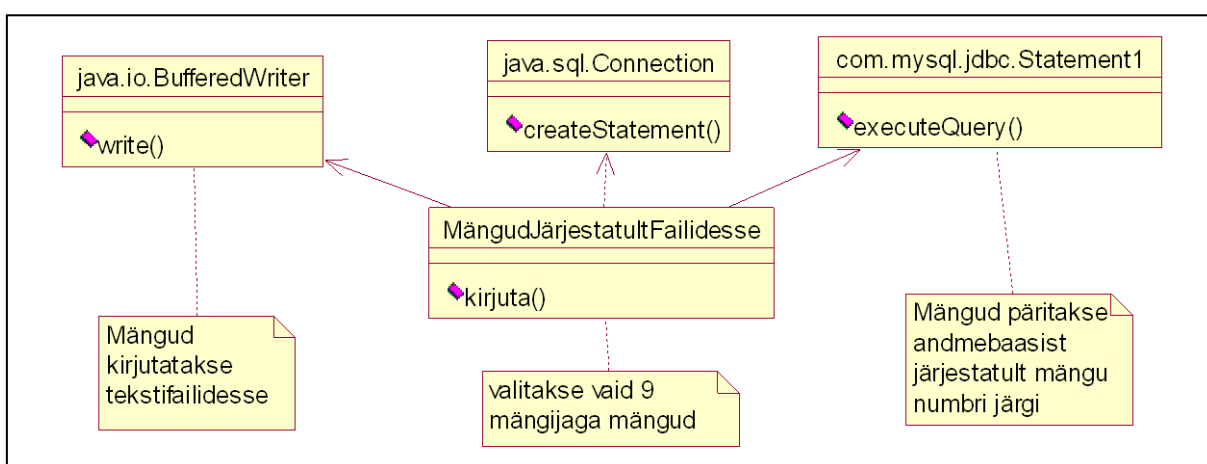 java.io.BufferedWriter
write()
java.sql.Connection
createStatement()
com.mysql.jdbc.Statement1
executeQuery()
MängudJärjestatultFailidesse
kirjuta()
Mängud
kirjutatakse
tekstifailidesse
valitakse vaid 9
mängijaga mängud
Mängud päritakse
andmebaasist
järjestatult mängu
numbri järgi